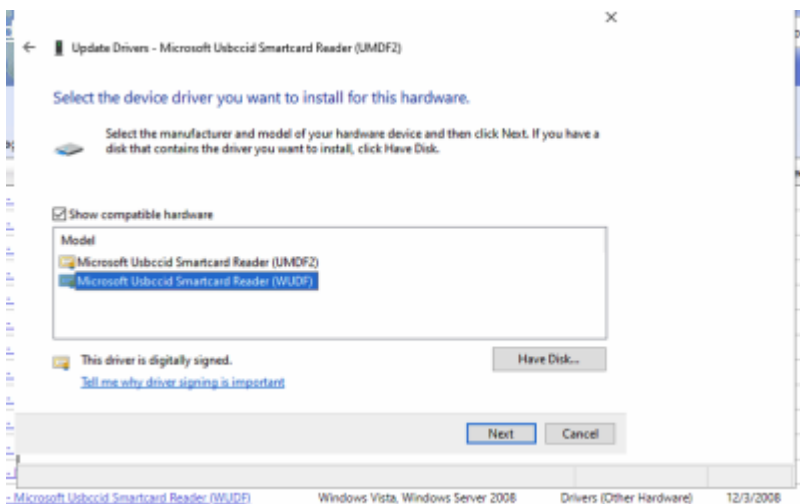 Update Drivers - Microsoft Usbccid Smartcard Reader (UMDF2)
Select the device driver you want to install for this hardware.
Select the manufacturer and model of your hardware device and then click Next. If you have a
disk that contains the driver you want to install, click Have Disk.
Show compatible hardware
Model
Microsoft Usbccid Smartcard Reader (UMDF2)
Microsoft Usbccid Smartcard Reader (WUDF)
This driver is digitally signed.
Have Disk...
Tell me why driver signing is important
Next
Cancel
- Microsoft Usbccid Smartcard Reader (WUDF) Windows Vista, Windows Server 2008 Drivers (Other Hardware) 12/3/2008